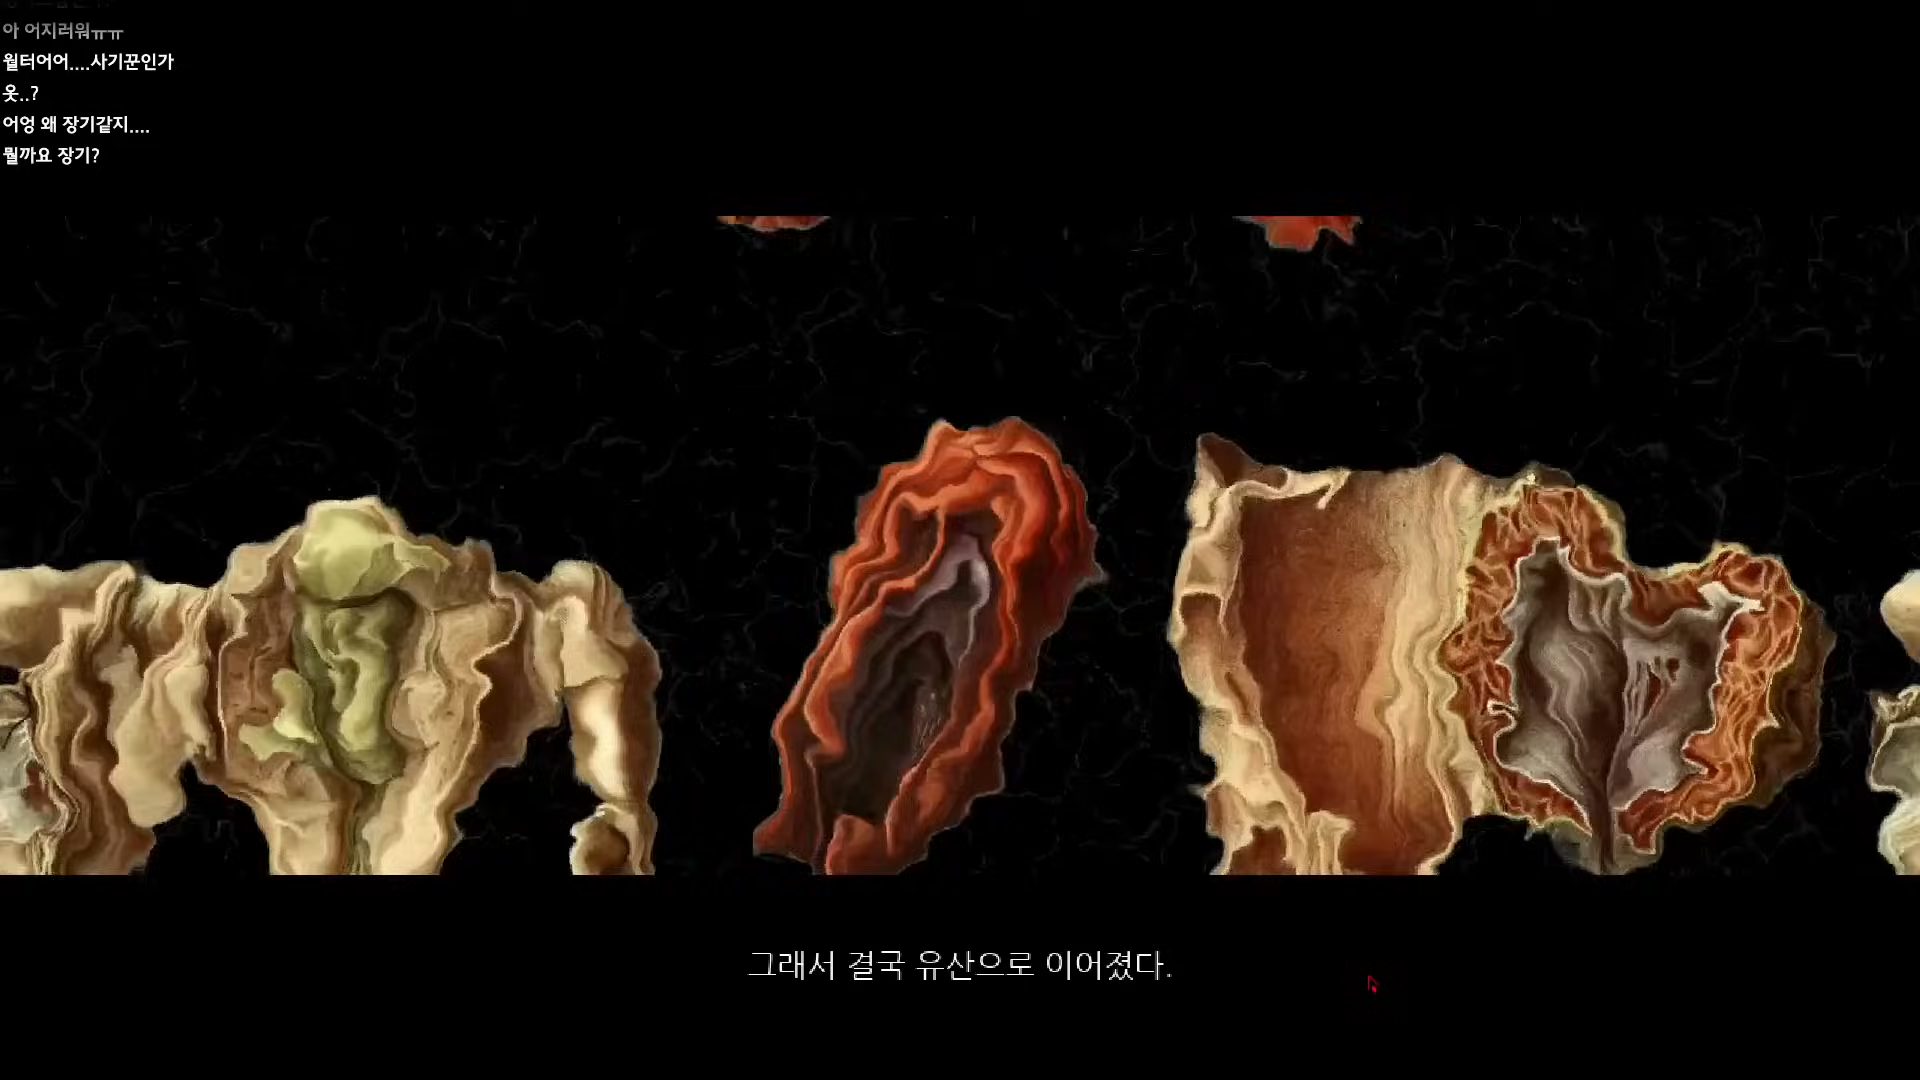 아 어지러워ㅠㅠ
월터어어....사기꾼인가
옷..?
어엉 왜 장기같지....
뭘까요 장기?
그래서 결국 유산으로 이어졌다.